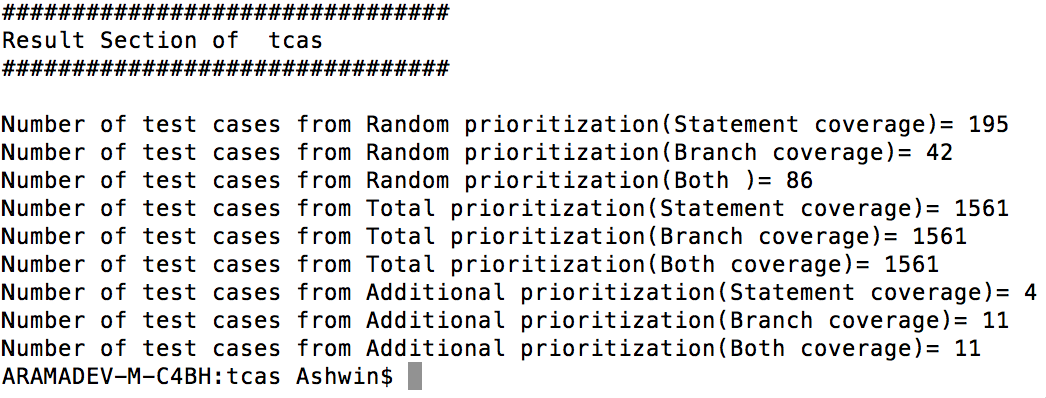 ################################
Result Section of  tcas
################################
Number of test cases from Random prioritization(Statement coverage)= 195
Number of test cases from Random prioritization(Branch coverage)= 42
Number of test cases from Random prioritization(Both )= 86
Number of test cases from Total prioritization(Statement coverage)= 1561
Number of test cases from Total prioritization(Branch coverage)= 1561
Number of test cases from Total prioritization(Both coverage)= 1561
Number of test cases from Additional prioritization(Statement coverage)= 4
Number of test cases from Additional prioritization(Branch coverage)= 11
Number of test cases from Additional prioritization(Both coverage)= 11
ARAMADEV-M-C4BH:tcas Ashwin$